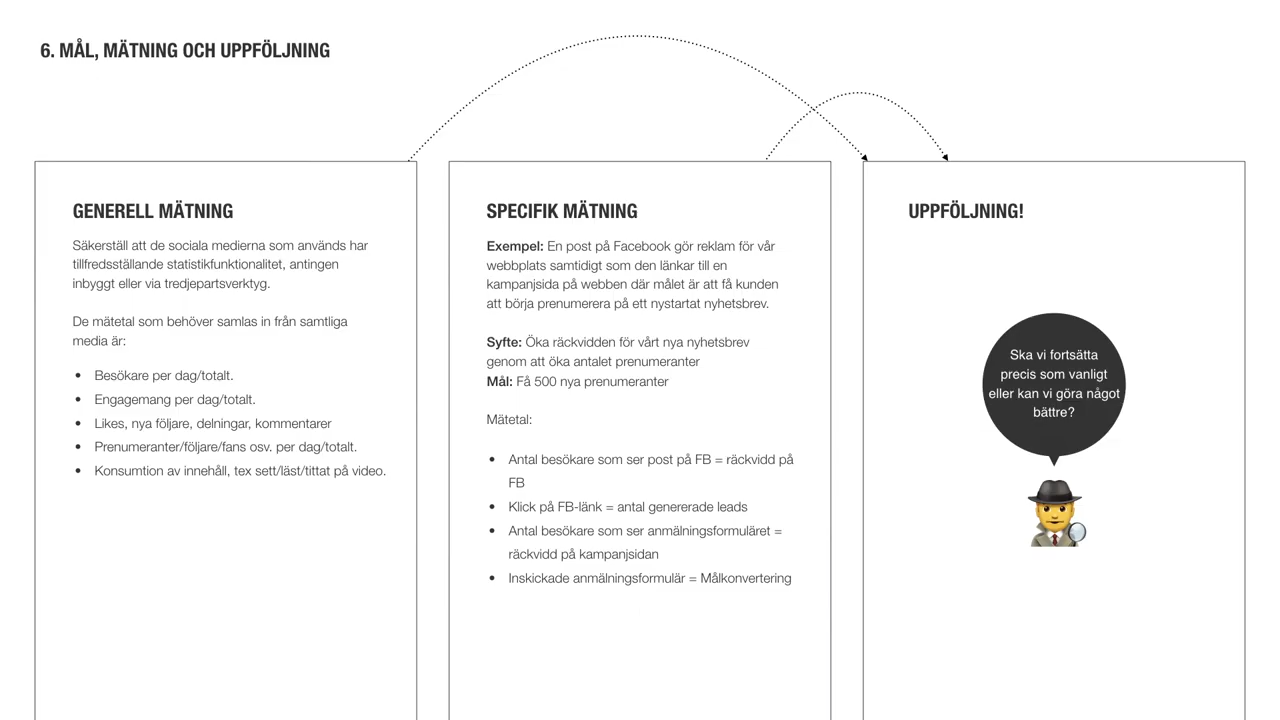 6. MÅL, MÄTNING OCH UPPFÖLJNING
GENERELL MÄTNING
Säkerställ att de sociala medierna som används har
tillfredsställande statistikfunktionalitet, antingen
inbyggt eller via tredjepartsverktyg.
De mätetal som behöver samlas in från samtliga
media är:
• Besökare per dag/totalt.
• Engagemang per dag/totalt.
• Likes, nya följare, delningar, kommentarer
• Prenumeranter/följare/fans osv. per dag/totalt.
• Konsumtion av innehåll, tex sett/läst/tittat på video.
SPECIFIK MÄTNING
Exempel: En post på Facebook gör reklam för vår
webbplats samtidigt som den länkar till en
kampanjsida på webben där målet är att få kunden
att börja prenumerera på ett nystartat nyhetsbrev.
Syfte: Öka räckvidden för vårt nya nyhetsbrev
genom att öka antalet prenumeranter
Mål: Få 500 nya prenumeranter
Mätetal:
• Antal besökare som ser post på FB = räckvidd på
FB
• Klick på FB-länk = antal genererade leads
• Antal besökare som ser anmälningsformuläret =
räckvidd på kampanjsidan
• Inskickade anmälningsformulär = Målkonvertering
UPPFÖLJNING!
Ska vi fortsätta
precis som vanligt
eller kan vi göra något
bättre?